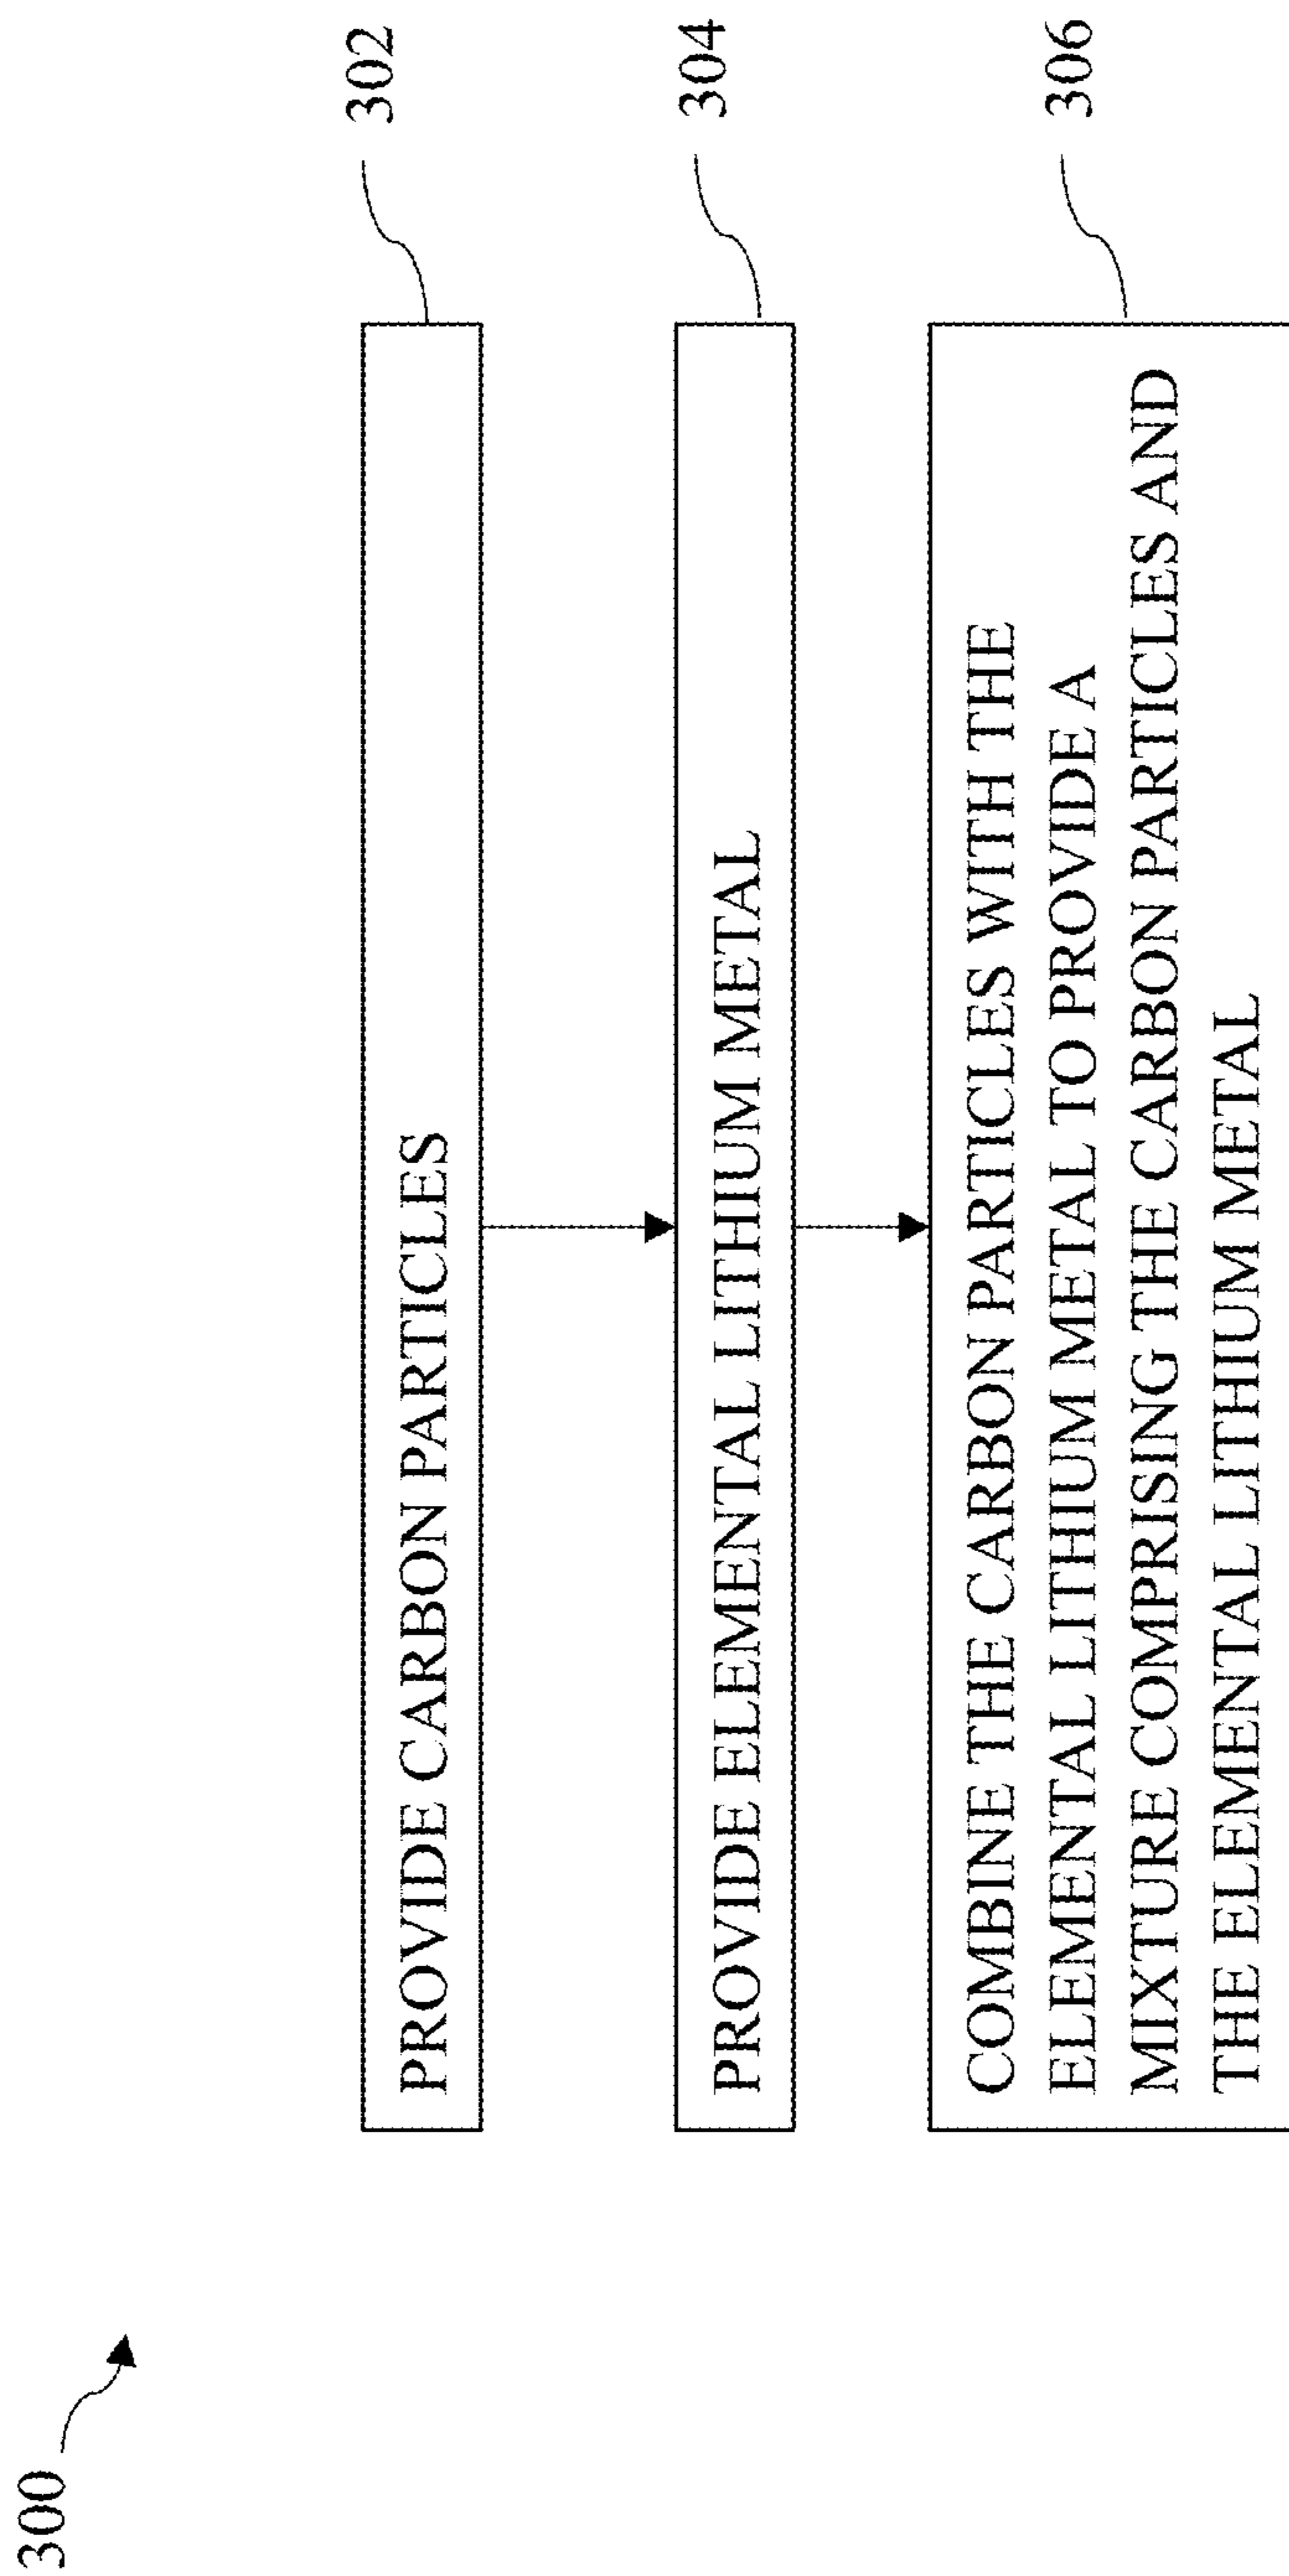 300
PROVIDE CARBON PARTICLES
302
PROVIDE ELEMENTAL LITHIUM METAL
304
COMBINE THE CARBON PARTICLES WITH THE
ELEMENTAL LITHIUM METAL TO PROVIDE A
MIXTURE COMPRISING THE CARBON PARTICLES AND
THE ELEMENTAL LITHIUM METAL
306